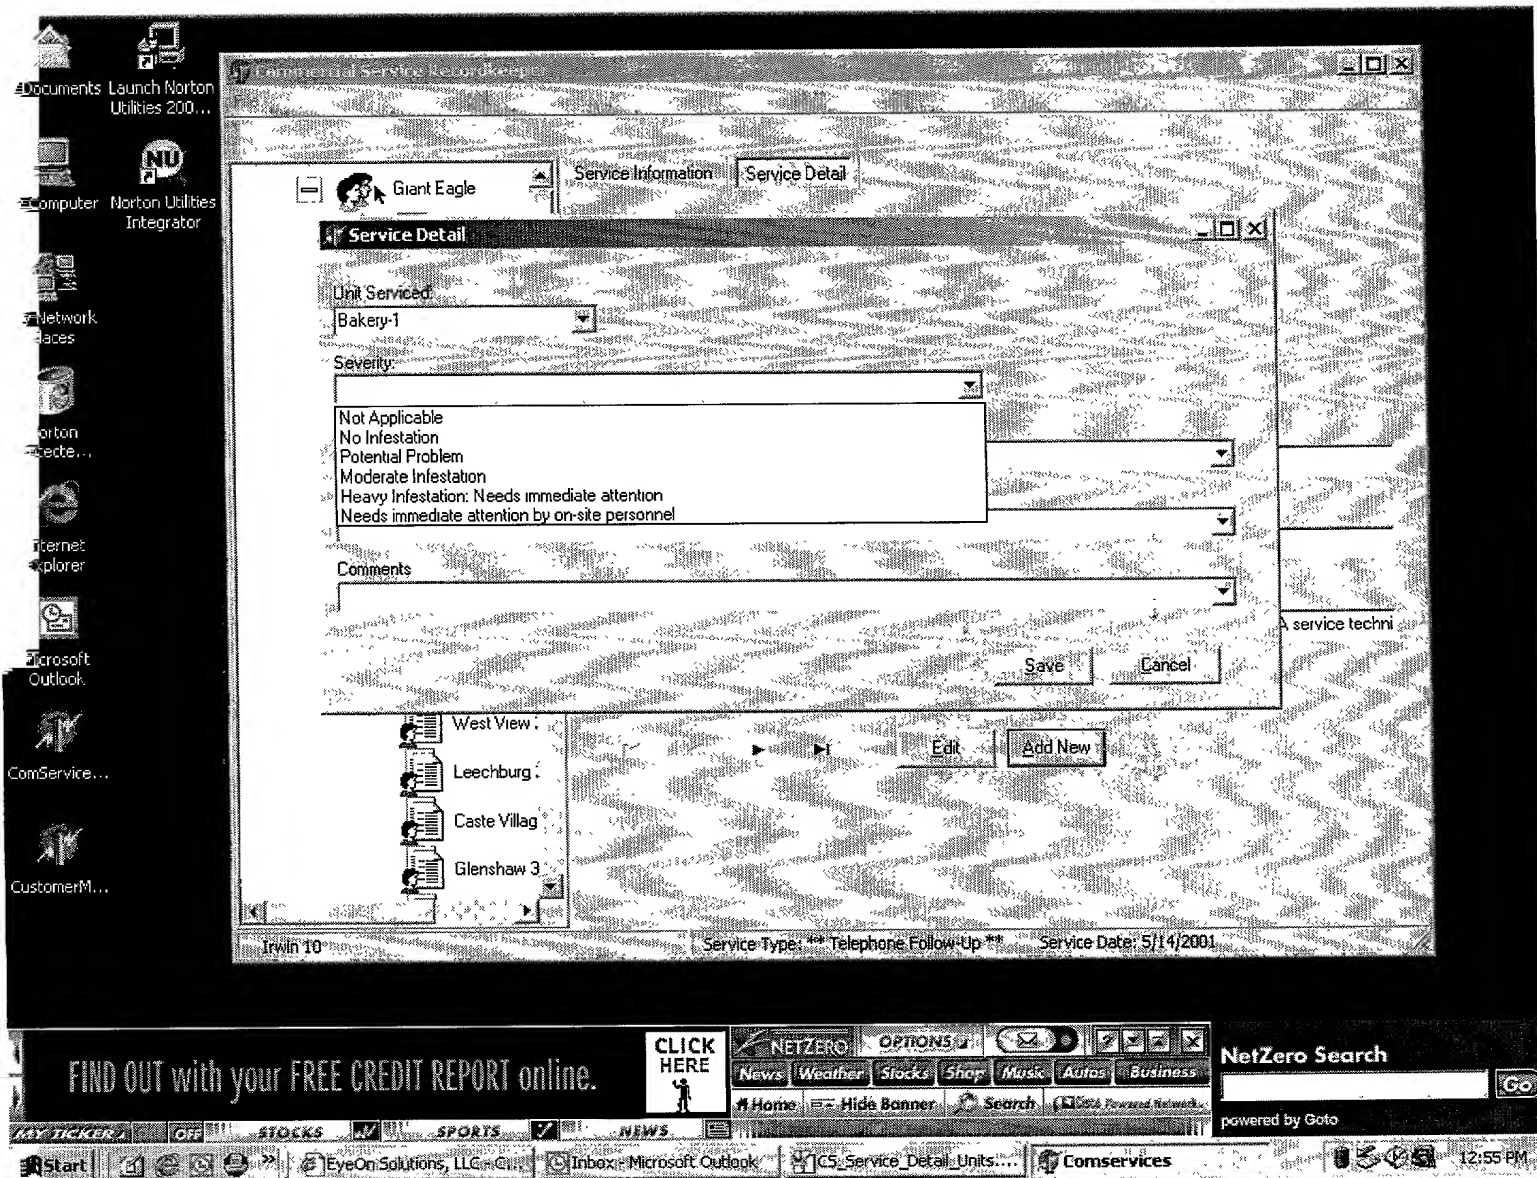 Documents
Launch Norton
Utilities 200...
Computer
Norton Utilities
Integrator
Network
Internet
Explorer
Microsoft
Outlook
ComService...
CustomerM...
Commercial Service Recordkeeper
Giant Eagle
Service Information
Service Detail
Service Detail
Unit Serviced:
Bakery-1
Severity:
Not Applicable
No Infestation
Potential Problem
Moderate Infestation
Heavy Infestation: Needs immediate attention
Needs immediate attention by on-site personnel
Comments
A service techni
Save
Cancel
West View
Leechburg
Caste Villag
Glenshaw 3
Edit
Add New
Irwin 10
Service Type: ** Telephone Follow-Up **
Service Date: 5/14/2001
FIND OUT with your FREE CREDIT REPORT online.
CLICK
HERE
NETZERO
OPTIONS
News
Weather
Stocks
Shop
Music
Autos
Business
Home
Hide Banner
Search
NetZero Search
Go
powered by Goto
MY TICKER
OFF
STOCKS
SPORTS
NEWS
Start
EyeOn Solutions, LLC
Inbox - Microsoft Outlook
C5_Service_Detail_Units....
Comservices
12:55 PM